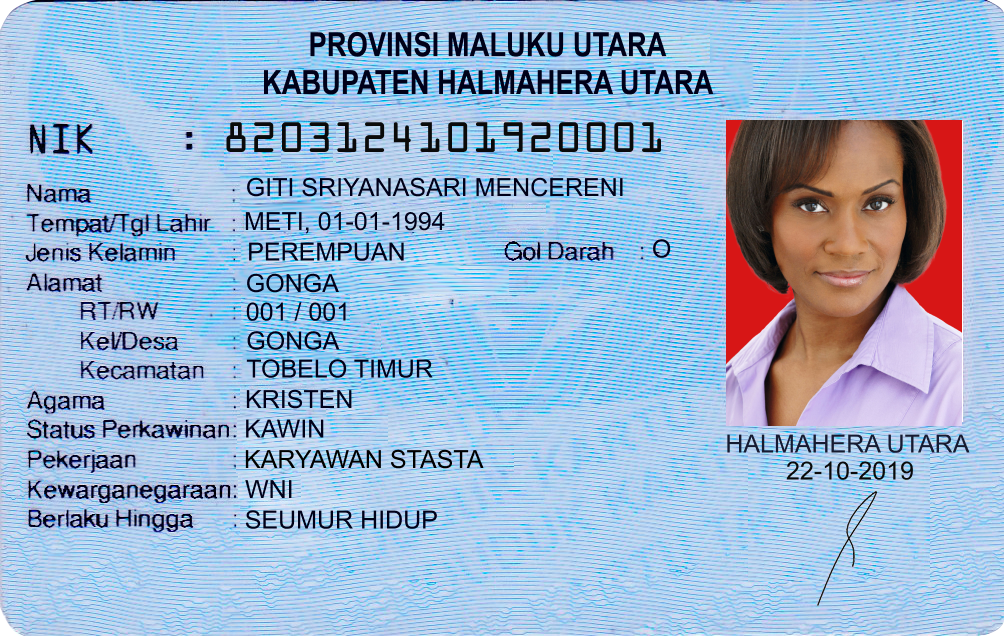 PROVINSI MALUKU UTARA
KABUPATEN HALMAHERA UTARA
NIK : 8203124101920001
Nama : GITI SRIYANASARI MENCERENI
Tempat/Tgl Lahir : METI, 01-01-1994
Jenis Kelamin : PEREMPUAN Gol Darah : O
Alamat : GONGA
RT/RW : 001 / 001
Kel/Desa : GONGA
Kecamatan : TOBELO TIMUR
Agama : KRISTEN
Status Perkawinan: KAWIN
Pekerjaan : KARYAWAN STASTA
Kewarganegaraan: WNI
Berlaku Hingga : SEUMUR HIDUP
HALMAHERA UTARA
22-10-2019